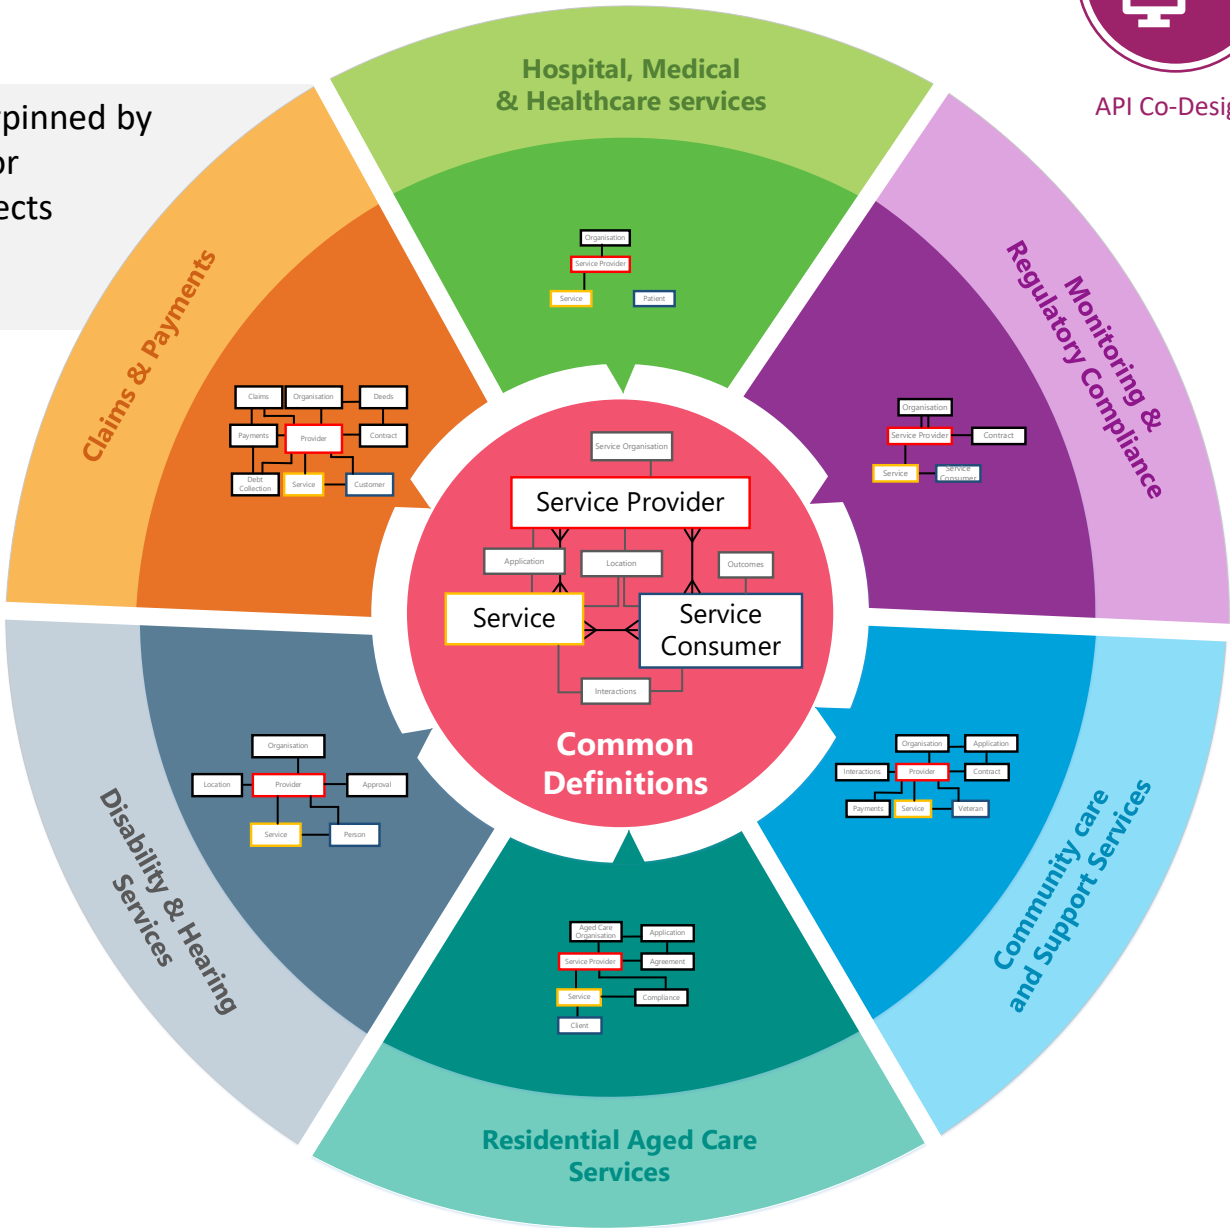 pinned by
or
ects
API Co-Desig
Hospital, Medical
& Healthcare services
Organisation
Service Provider
Service
Patient
Monitoring &
Regulatory Compliance
Organisation
Service Provider
Contract
Service
Service
Consumer
Claims & Payments
Claims
Organisation
Deeds
Payments
Provider
Contract
Debt
Collection
Service
Customer
Service Organisation
Service Provider
Application
Location
Outcomes
Service
Service
Consumer
Interactions
Common
Definitions
Disability & Hearing
Services
Organisation
Location
Provider
Approval
Service
Person
Community care
and Support Services
Organisation
Application
Interactions
Provider
Contract
Payments
Service
Veteran
Residential Aged Care
Services
Aged Care
Organisation
Application
Service Provider
Agreement
Service
Compliance
Client